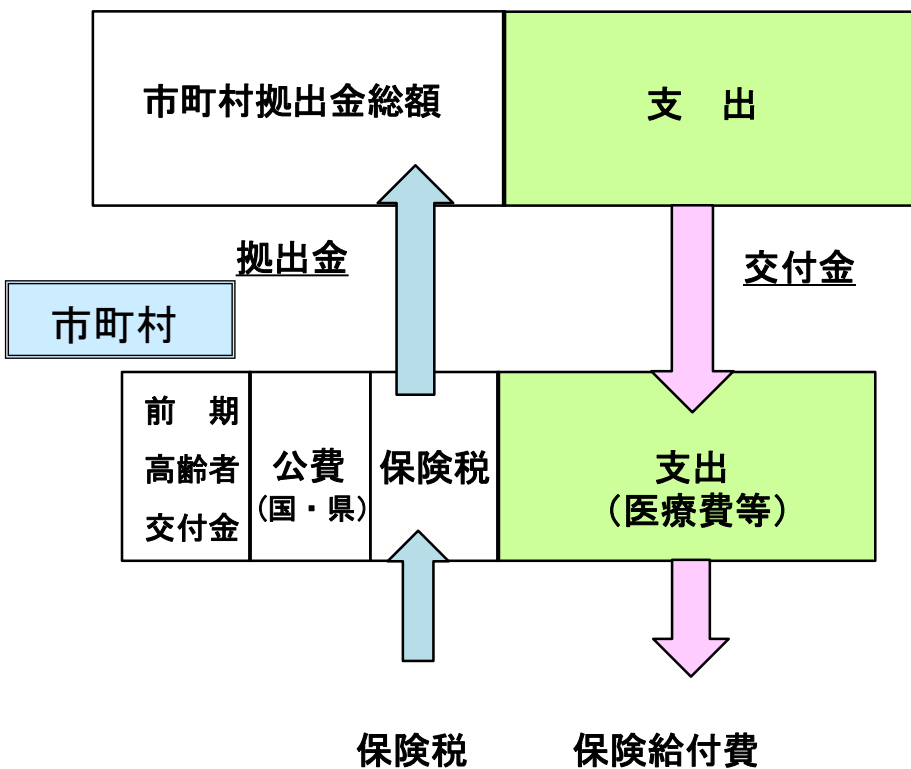 市町村拠出金総額
支　出
拠出金
交付金
市町村
前　期
高齢者
交付金
公費
(国・県)
保険税
支出
（医療費等）
保険税
保険給付費